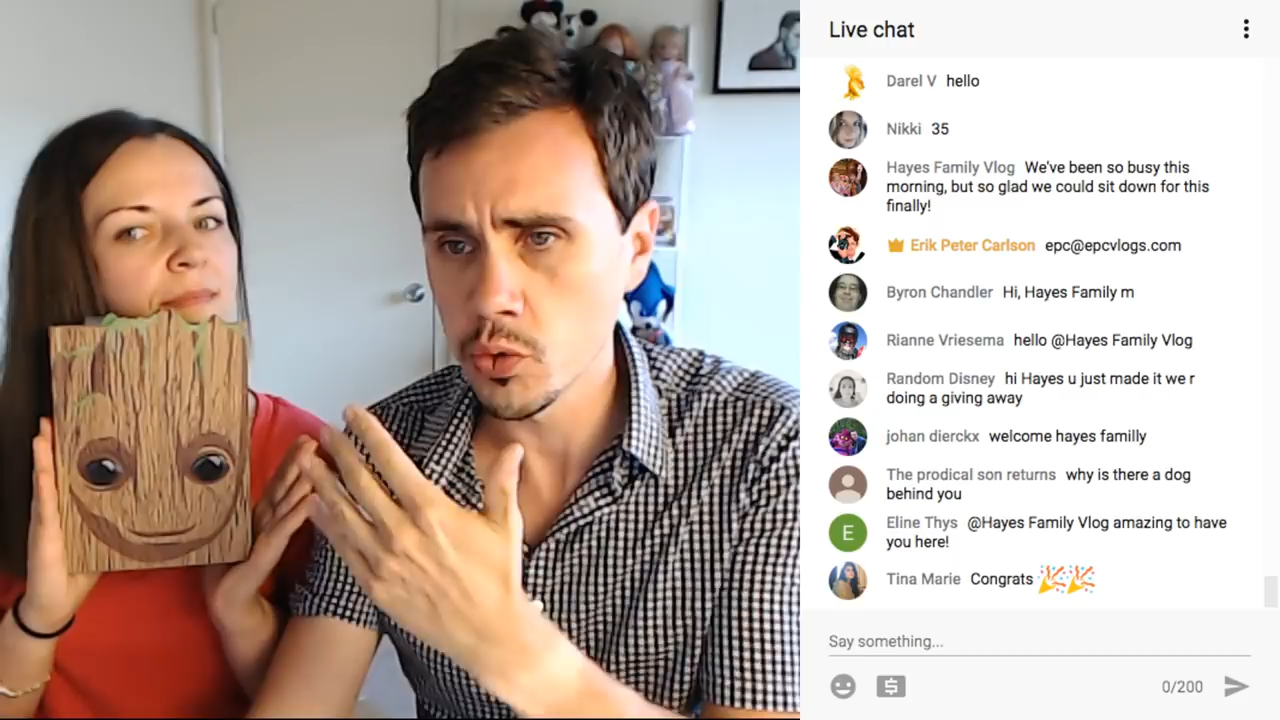 Live chat
Darel V hello
Nikki 35
Hayes Family Vlog We've been so busy this
morning, but so glad we could sit down for this
finally!
Erik Peter Carlson epc@epcvlogs.com
Byron Chandler Hi, Hayes Family m
Rianne Vriesema hello @Hayes Family Vlog
Random Disney hi Hayes u just made it we r
doing a giving away
johan dierckx welcome hayes familly
The prodical son returns why is there a dog
behind you
E
Eline Thys @Hayes Family Vlog amazing to have
you here!
Tina Marie Congrats 🎉🎉
Say something...
0/200